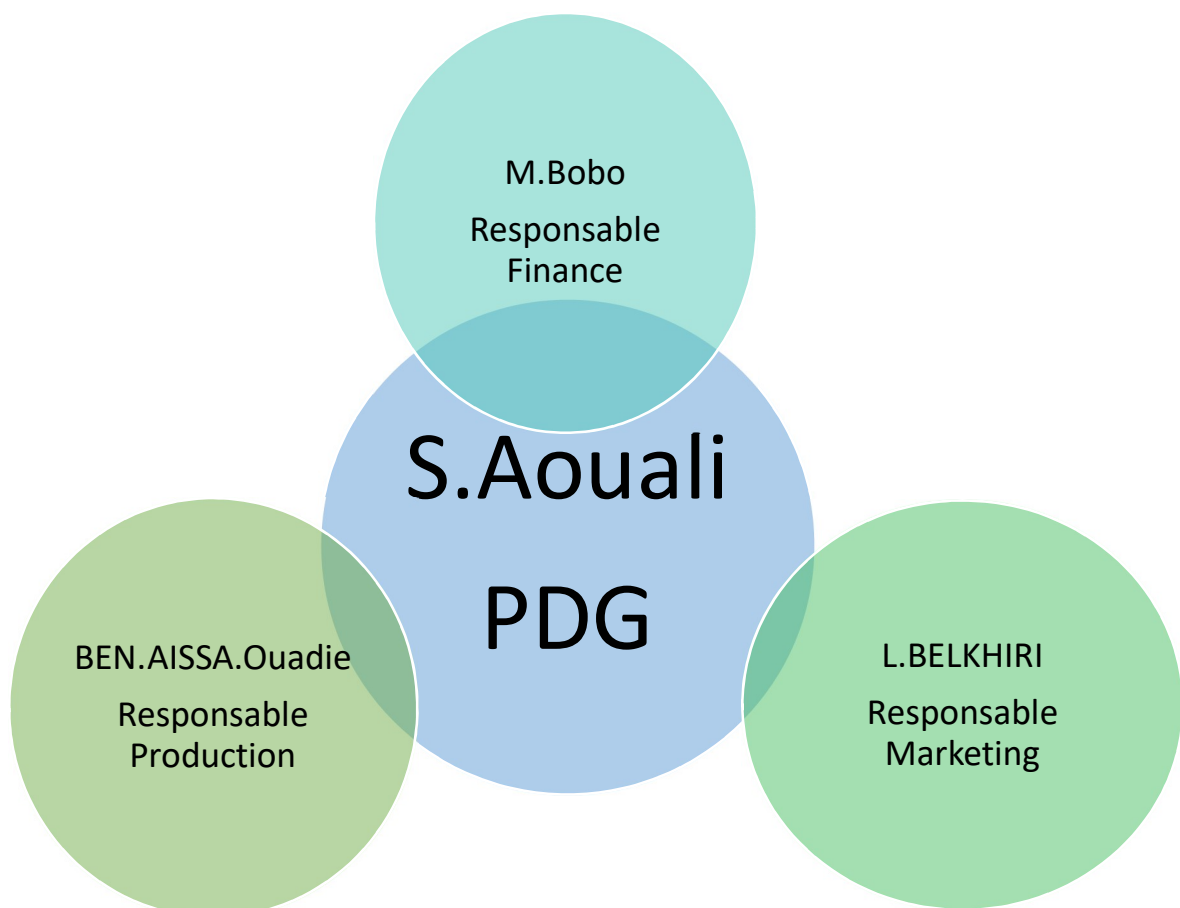 M.Bobo
Responsable
Finance
S.Aouali
PDG
BEN.AISSA.Ouadie
Responsable
Production
L.BELKHIRI
Responsable
Marketing